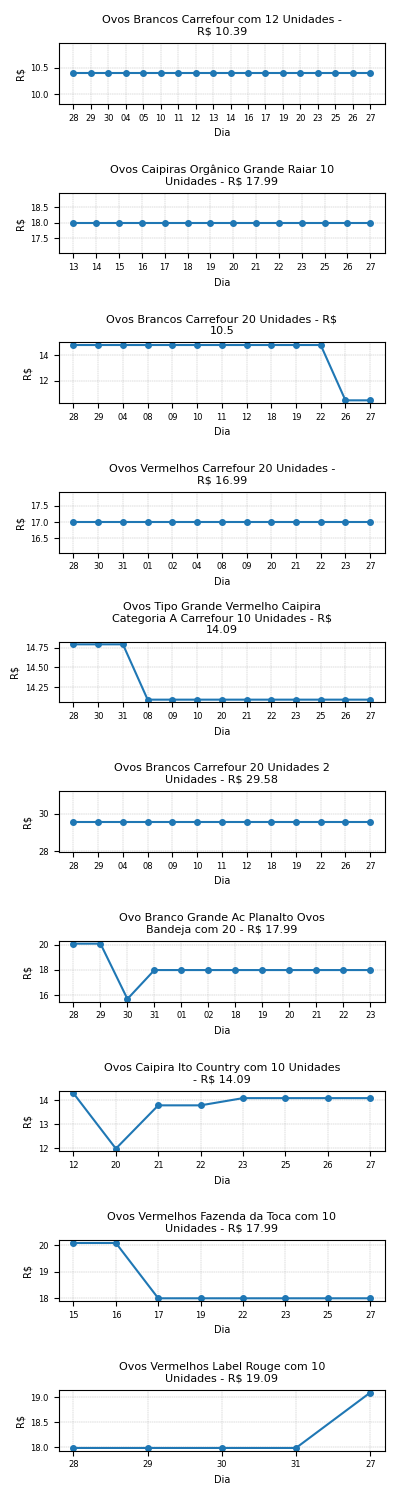 Ovos Brancos Carrefour com 12 Unidades -
R$ 10.39
10.5
10.0
R$
28 29 30 04 05 10 11 12 13 14 16 17 19 20 23 25 26 27
Dia
Ovos Caipiras Orgânico Grande Raiar 10
Unidades - R$ 17.99
18.5
18.0
17.5
R$
13 14 15 16 17 18 19 20 21 22 23 25 26 27
Dia
Ovos Brancos Carrefour 20 Unidades - R$
10.5
14
12
R$
28 29 04 08 09 10 11 12 18 19 22 26 27
Dia
Ovos Vermelhos Carrefour 20 Unidades -
R$ 16.99
17.5
17.0
16.5
R$
28 30 31 01 02 04 08 09 19 20 21 22 23 27
Dia
Ovos Tipo Grande Vermelho Caipira
Categoria A Carrefour 10 Unidades - R$
14.09
14.75
14.50
14.25
R$
28 30 31 08 09 10 20 21 22 23 25 26 27
Dia
Ovos Brancos Carrefour 20 Unidades 2
Unidades - R$ 29.58
30
28
R$
28 29 04 08 09 10 11 12 18 19 22 26 27
Dia
Ovo Branco Grande Ac Planalto Ovos
Bandeja com 20 - R$ 17.99
20
18
16
R$
28 29 30 31 01 02 18 19 20 21 22 23
Dia
Ovos Caipira Ito Country com 10 Unidades
- R$ 14.09
14
13
12
R$
12 20 21 22 23 25 26 27
Dia
Ovos Vermelhos Fazenda da Toca com 10
Unidades - R$ 17.99
20
19
18
R$
15 16 17 19 22 23 25 27
Dia
Ovos Vermelhos Label Rouge com 10
Unidades - R$ 19.09
19.0
18.5
18.0
R$
28 29 30 31 27
Dia